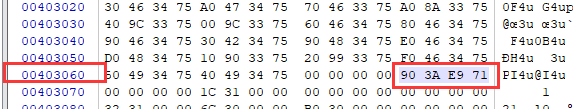 00403020 30 46 34 75 A0 47 34 75 70 46 33 75 A0 8A 33 75 0F4u G4up
00403030 40 9C 33 75 00 9C 33 75 60 46 34 75 80 46 34 75 @œ3u œ3u`
00403040 90 46 34 75 30 42 34 75 90 48 34 75 E0 46 34 75 F4u0B4u
00403050 D0 48 34 75 10 90 33 75 20 99 33 75 F0 46 34 75 ÐH4u 3u
00403060 50 49 34 75 40 49 34 75 00 00 00 00 90 3A E9 71 PI4u@I4u
00403070 00 00 00 00 1C 31 00 00 00 00 00 00 00 00 00 00 1